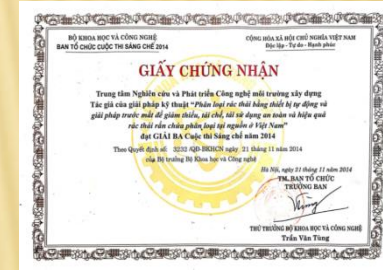 BỘ KHOA HỌC VÀ CÔNG NGHỆ
BAN TỔ CHỨC CUỘC THI SÁNG CHẾ 2014
CỘNG HÒA XÃ HỘI CHỦ NGHĨA VIỆT NAM
Độc lập - Tự do - Hạnh phúc
GIẤY CHỨNG NHẬN
Trung tâm Nghiên cứu và Phát triển Công nghệ môi trường xây dựng
Tác giả của giải pháp kỹ thuật "Phân loại rác thải bằng thiết bị tự động và
giải pháp trước mắt để giảm thiểu, tái chế, tái sử dụng an toàn và hiệu quả
rác thải rắn chưa phân loại tại nguồn ở Việt Nam"
đạt GIẢI BA Cuộc thi Sáng chế năm 2014
Theo Quyết định số: 3232 /QĐ-BKHCN ngày 21 tháng 11 năm 2014
của Bộ trưởng Bộ Khoa học và Công nghệ
Hà Nội, ngày 21 tháng 11 năm 2014
TM. BAN TỔ CHỨC
TRƯỞNG BAN
THỨ TRƯỞNG BỘ KHOA HỌC VÀ CÔNG NGHỆ
Trần Văn Tùng